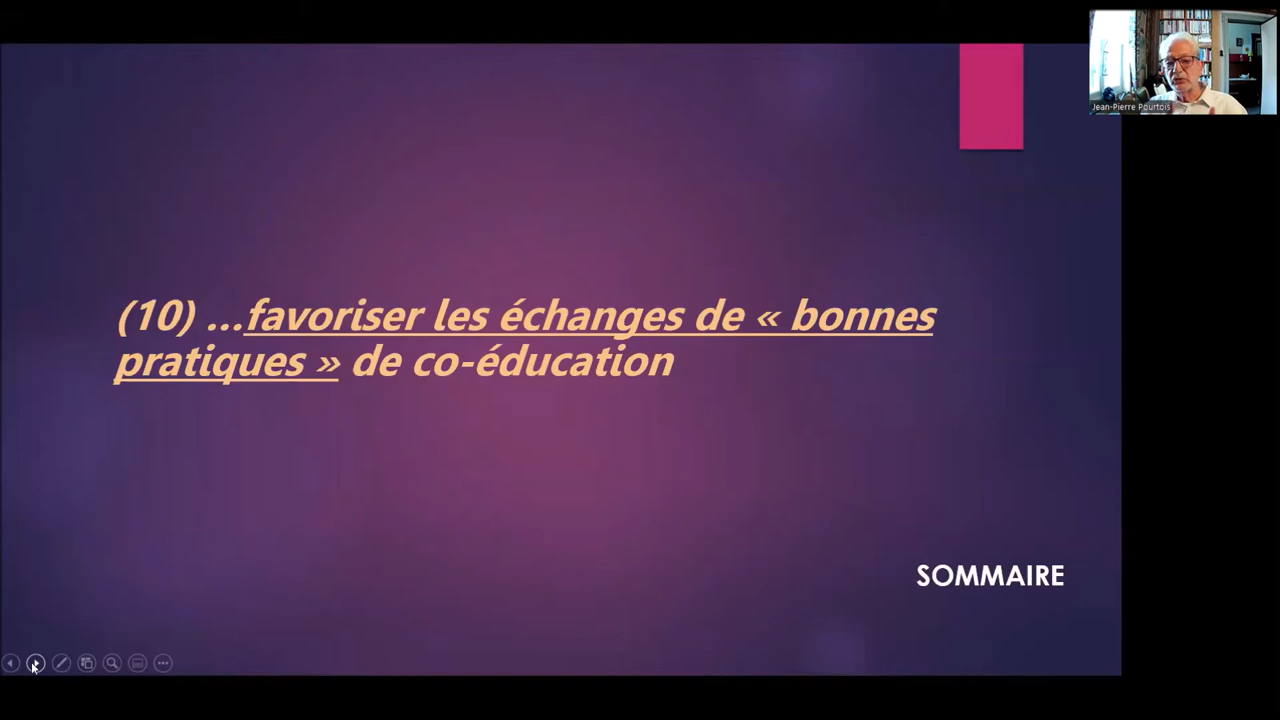 Jean-Pierre Pourtois
(10) ...favoriser les échanges de « bonnes
pratiques » de co-éducation
SOMMAIRE